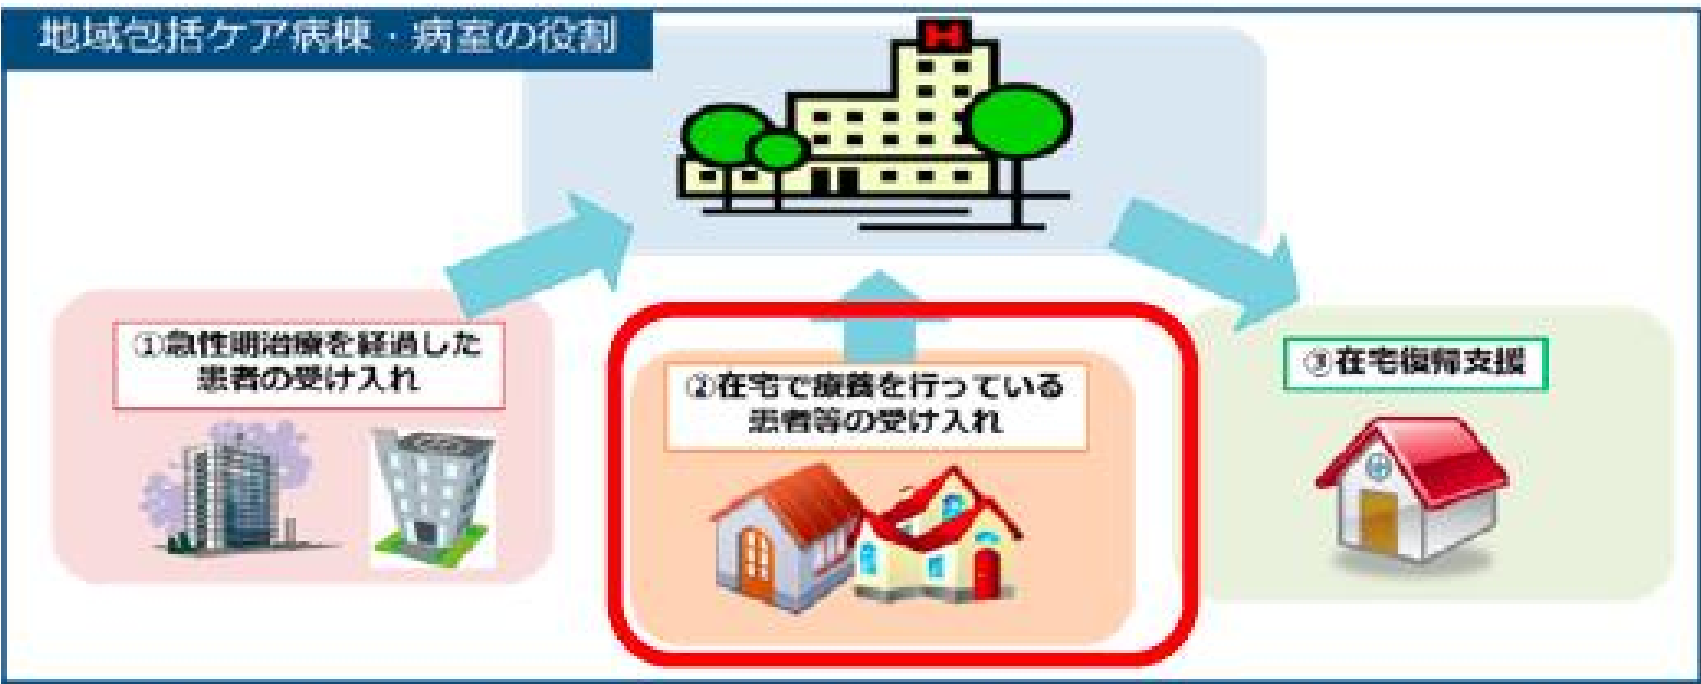 地域包括ケア病棟・病室の役割
H
①急性期治療を経過した
患者の受け入れ
②在宅で療養を行っている
患者等の受け入れ
③在宅復帰支援